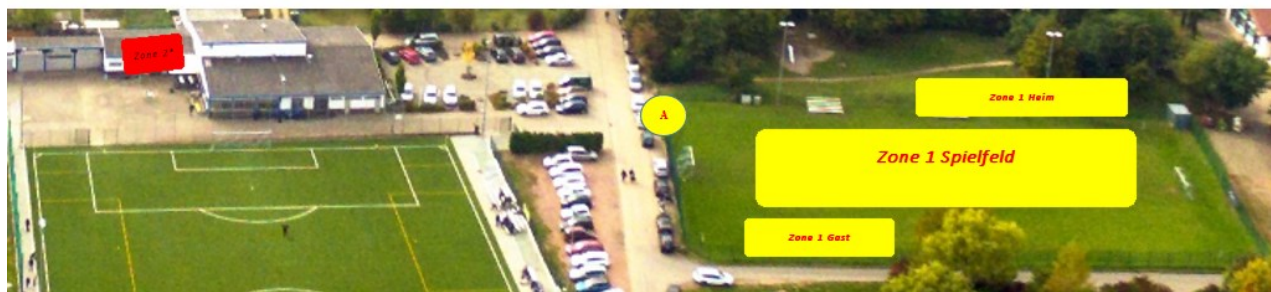 Zone 2*
Zone 1 Heim
A
Zone 1 Spielfeld
Zone 1 Gast